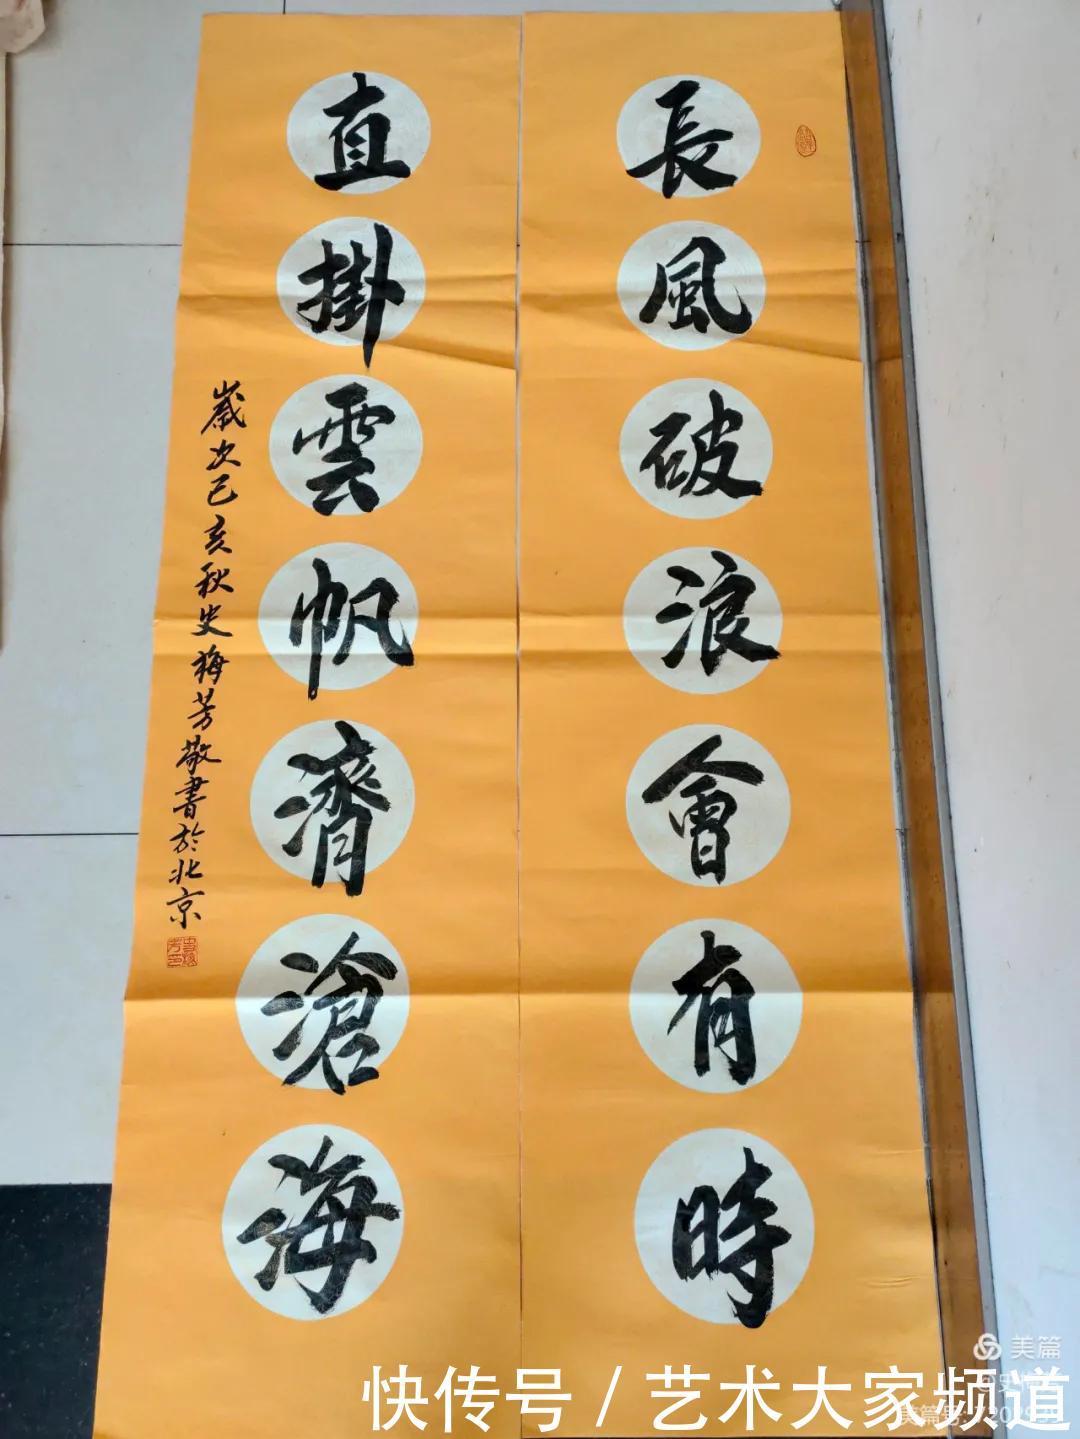 長風破浪會有時
直掛雲帆濟滄海
歲次己亥秋史梅芳敬書於北京
美篇
快传号 / 艺术大家频道